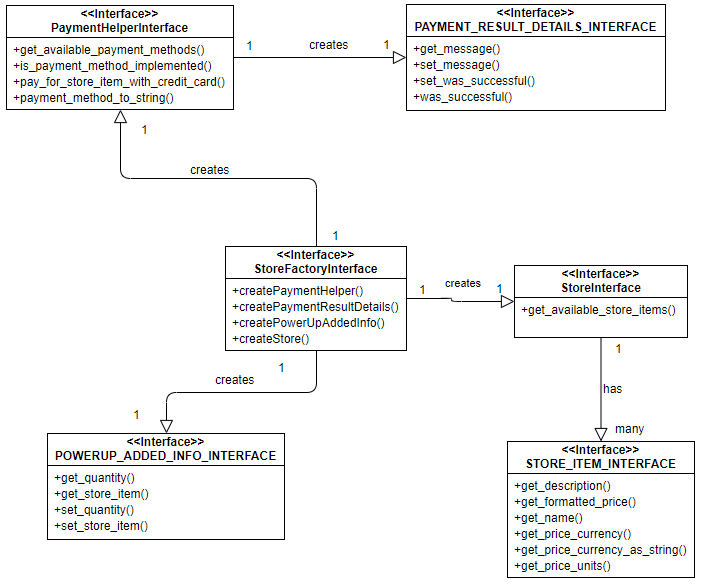 <<Interface>>
PaymentHelperInterface
+get_available_payment_methods()
+is_payment_method_implemented()
+pay_for_store_item_with_credit_card()
+payment_method_to_string()
1
creates
1
<<Interface>>
PAYMENT_RESULT_DETAILS_INTERFACE
+get_message()
+set_message()
+set_was_successful()
+was_successful()
1
creates
1
<<Interface>>
StoreFactoryInterface
+createPaymentHelper()
+createPaymentResultDetails()
+createPowerUpAddedInfo()
+createStore()
1
creates
1
<<Interface>>
StoreInterface
+get_available_store_items()
1
has
many
1
creates
1
<<Interface>>
POWERUP_ADDED_INFO_INTERFACE
+get_quantity()
+get_store_item()
+set_quantity()
+set_store_item()
<<Interface>>
STORE_ITEM_INTERFACE
+get_description()
+get_formatted_price()
+get_name()
+get_price_currency()
+get_price_currency_as_string()
+get_price_units()